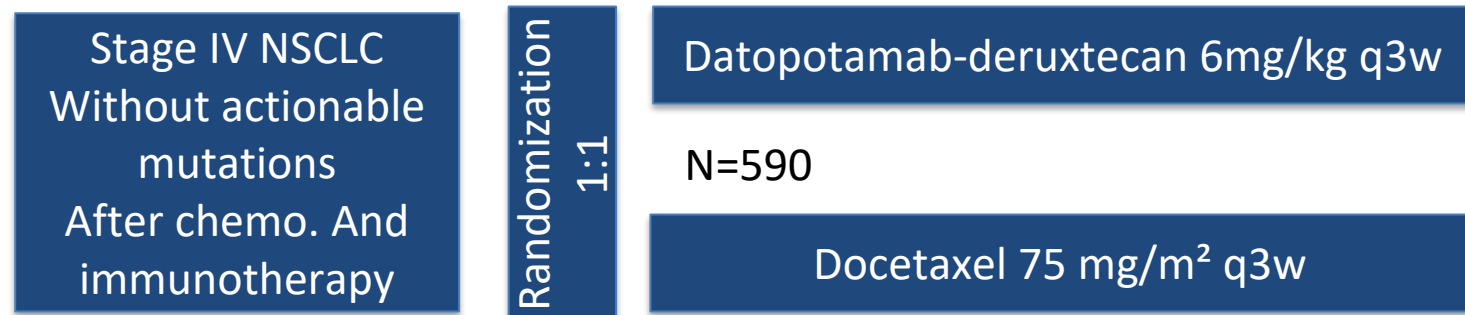 Stage IV NSCLC
Without actionable
mutations
After chemo. And
immunotherapy
Randomization
1:1
Datopotamab-deruxtecan 6mg/kg q3w
N=590
Docetaxel 75 mg/m² q3w